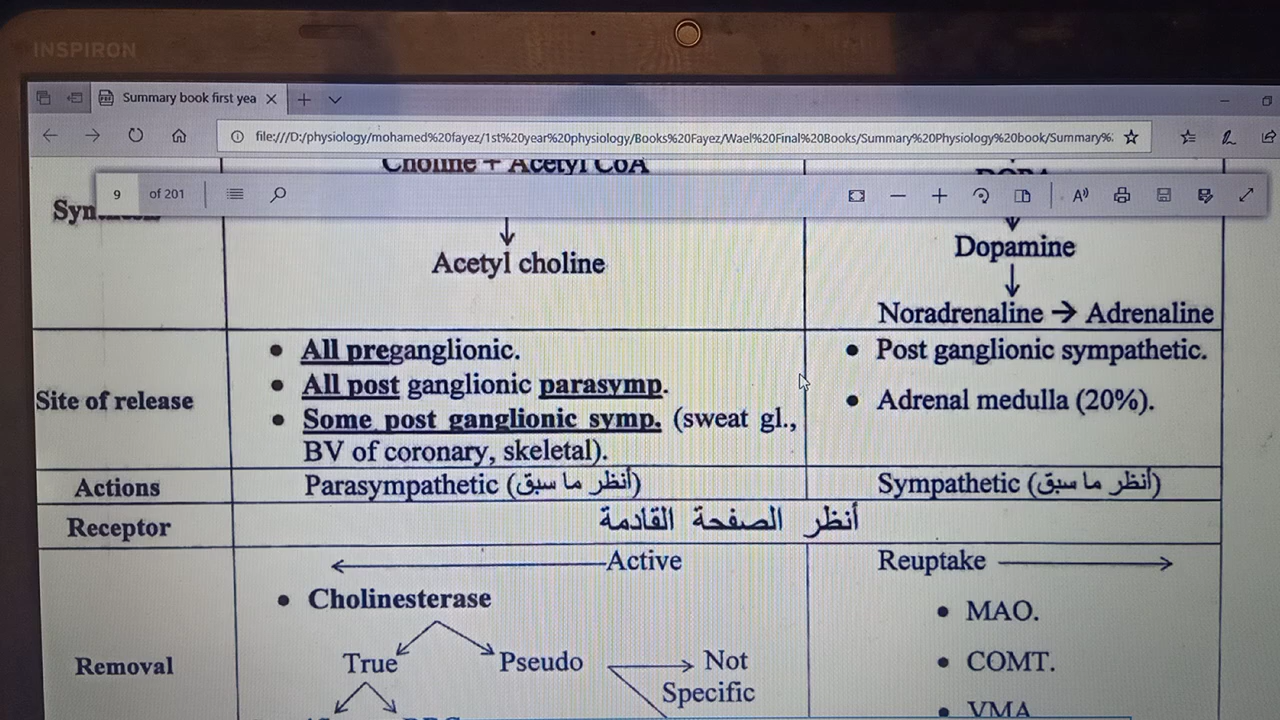 INSPIRON
Summary book first yea
file:///D:/physiology/mohamed%20fayez/1st%20year%20physiology/Books%20Fayez/Wael%20Final%20Books/Summary%20Physiology%20book/Summary%
Choline + Acetyl CoA
9 of 201
Acetyl choline
Dopamine
Noradrenaline → Adrenaline
Site of release
• All preganglionic.
• All post ganglionic parasymp.
• Some post ganglionic symp. (sweat gl.,
BV of coronary, skeletal).
• Post ganglionic sympathetic.
• Adrenal medulla (20%).
Actions
Parasympathetic (أنظر ما سبق)
Sympathetic (أنظر ما سبق)
Receptor
أنظر الصفحة القادمة
Removal
Active
• Cholinesterase
True
Pseudo
Not
Specific
Reuptake
• MAO.
• COMT.
• VMA